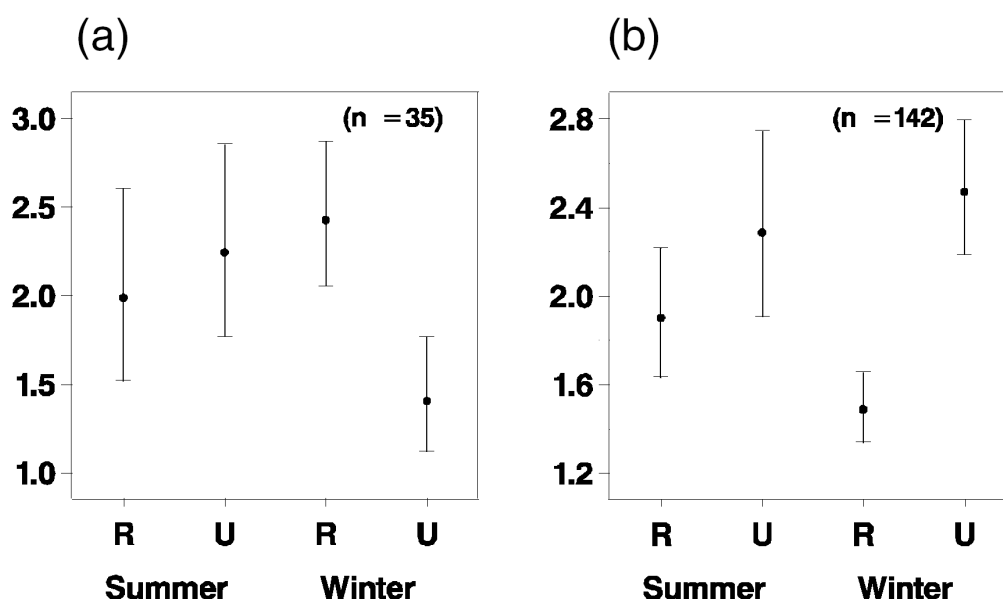 (a)
(n =35)
3.0
2.5
2.0
1.5
1.0
R U R U
Summer Winter
(b)
(n =142)
2.8
2.4
2.0
1.6
1.2
R U R U
Summer Winter